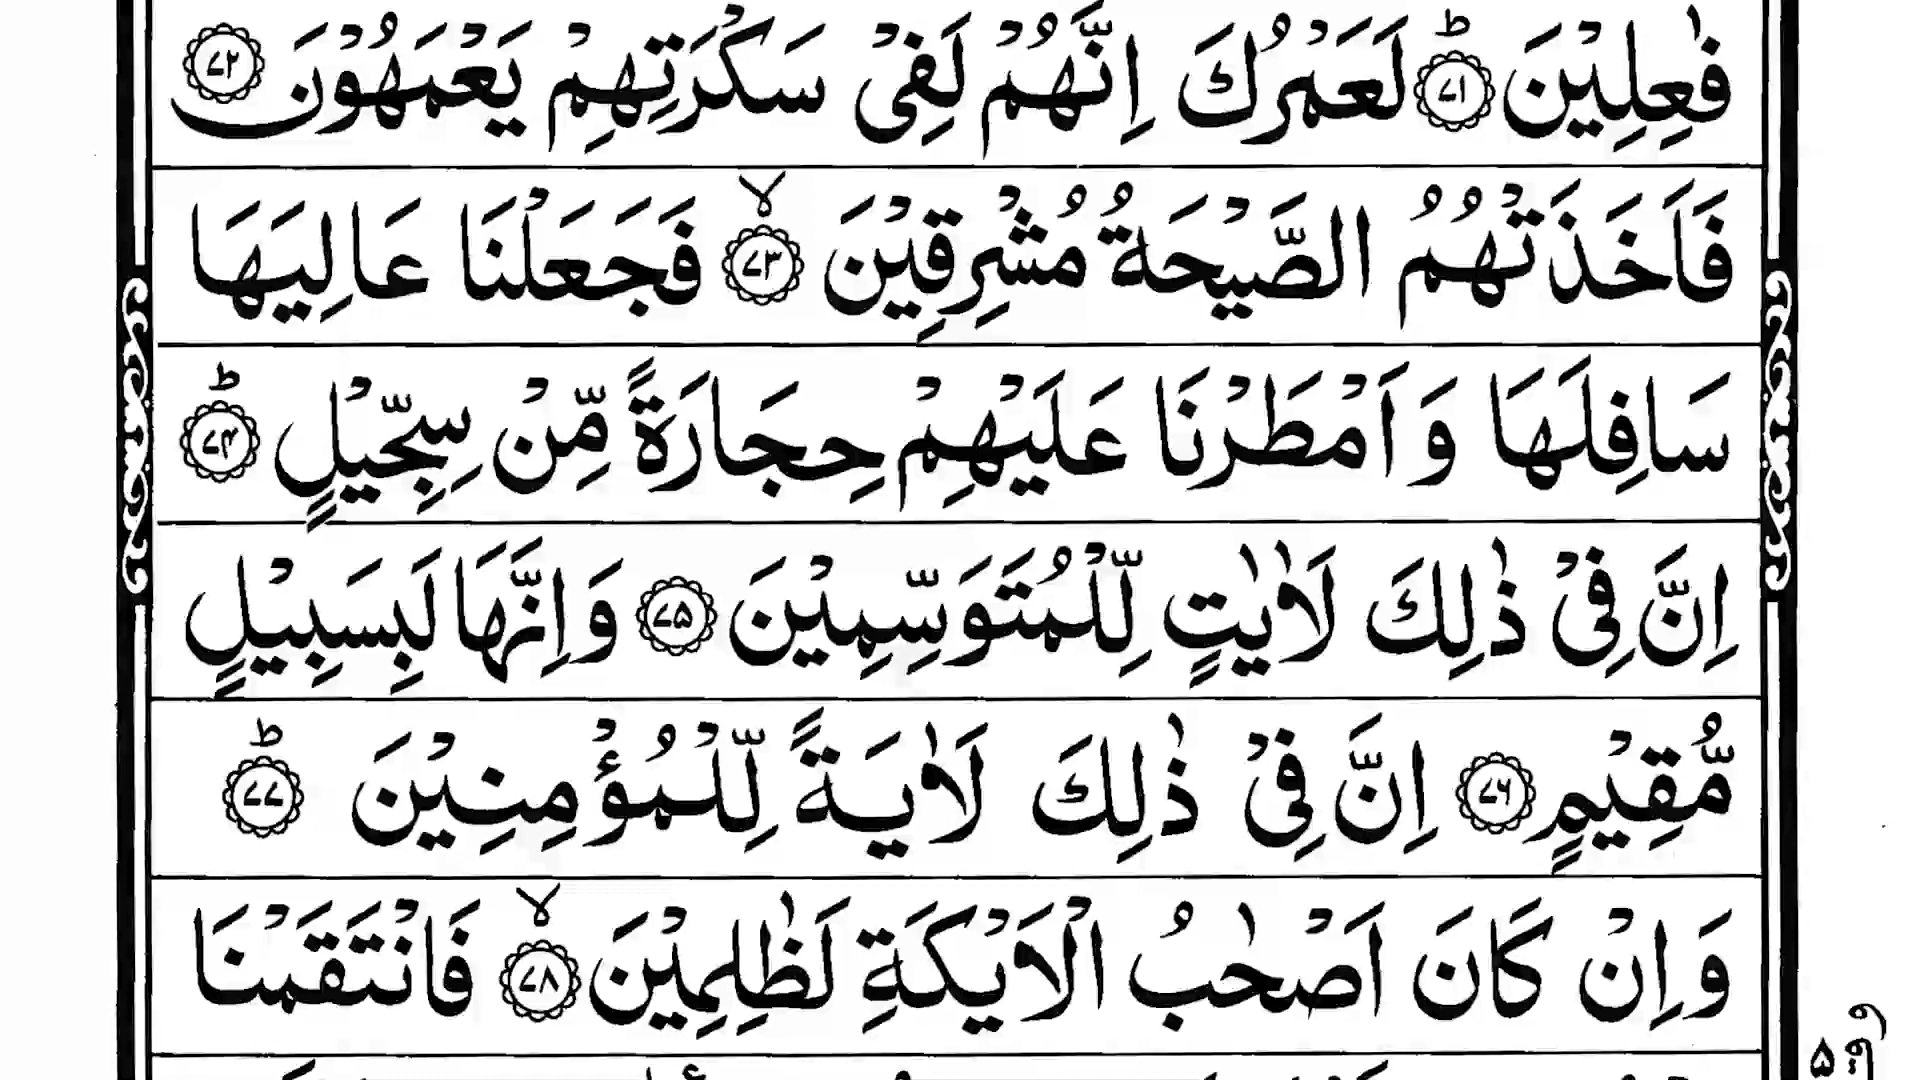 فٰعِلِيْنَ ﴿۷۱﴾ؕ لَعَمْرُكَ اِنَّهُمْ لَفِىْ سَكْرَتِهِمْ يَعْمَهُوْنَ ﴿۷۲﴾
فَاَخَذَتْهُمُ الصَّيْحَةُ مُشْرِقِيْنَ ﴿۷۳﴾ۙ فَجَعَلْنَا عَالِيَهَا
سَافِلَهَا وَ اَمْطَرْنَا عَلَيْهِمْ حِجَارَةً مِّنْ سِجِّيْلٍ ﴿۷۴﴾ؕ
اِنَّ فِىْ ذٰلِكَ لَاٰيٰتٍ لِّلْمُتَوَسِّمِيْنَ ﴿۷۵﴾ وَ اِنَّهَا لَبِسَبِيْلٍ
مُّقِيْمٍ ﴿۷۶﴾ اِنَّ فِىْ ذٰلِكَ لَاٰيَةً لِّلْمُؤْمِنِيْنَ ﴿۷۷﴾ؕ
وَ اِنْ كَانَ اَصْحٰبُ الْاَيْكَةِ لَظٰلِمِيْنَ ﴿۷۸﴾ۙ فَانْتَقَمْنَا